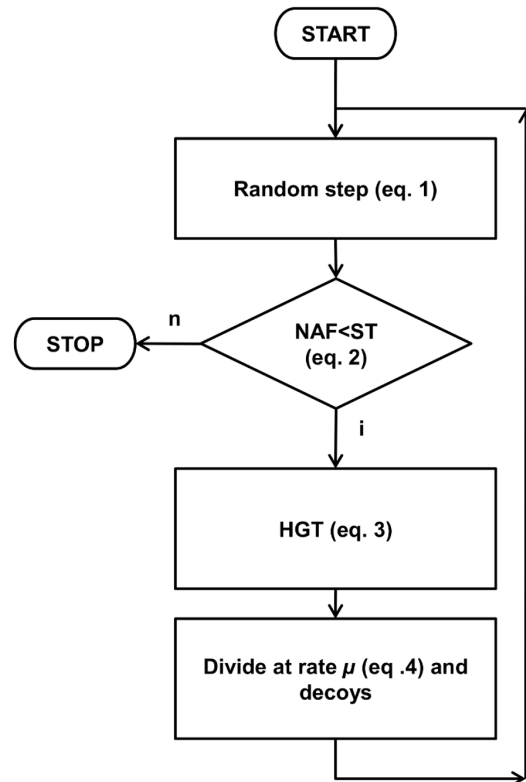 START
Random step (eq. 1)
n
STOP
NAF<ST
(eq. 2)
i
HGT (eq. 3)
Divide at rate µ (eq .4) and
decoys